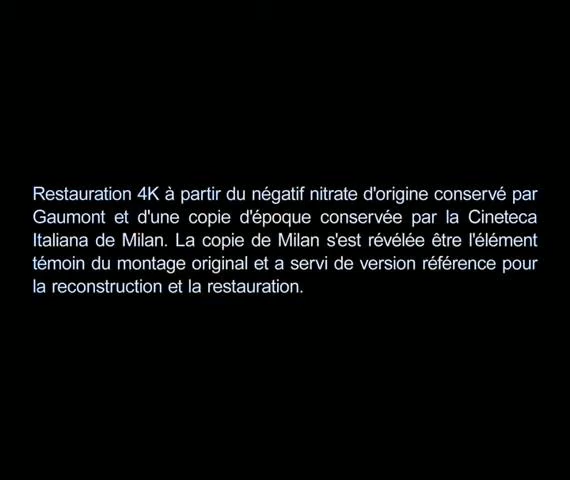 Restauration 4K à partir du négatif nitrate d'origine conservé par
Gaumont et d'une copie d'époque conservée par la Cineteca
Italiana de Milan. La copie de Milan s'est révélée être l'élément
témoin du montage original et a servi de version référence pour
la reconstruction et la restauration.